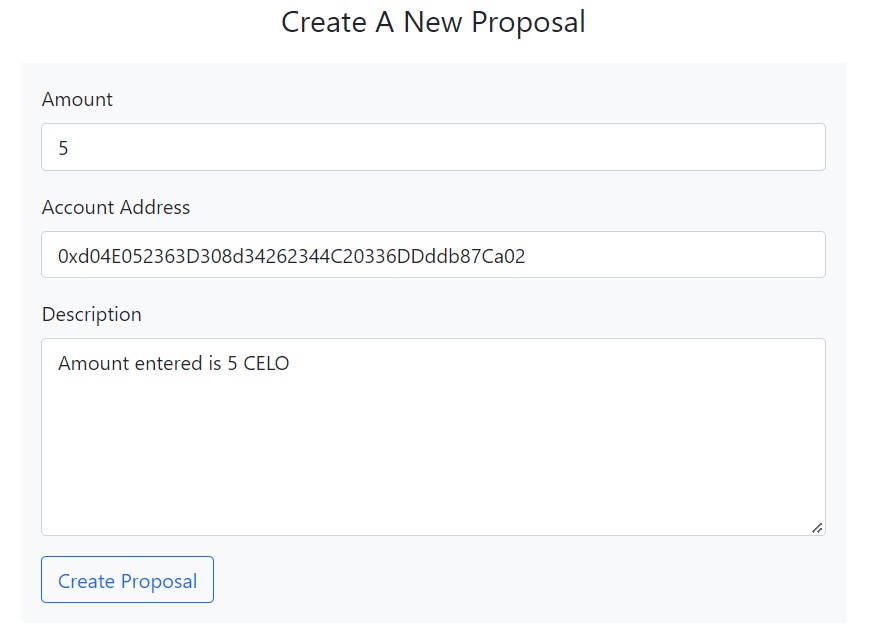 Create A New Proposal
Amount
5
Account Address
0xd04E052363D308d34262344C20336DDddb87Ca02
Description
Amount entered is 5 CELO
Create Proposal